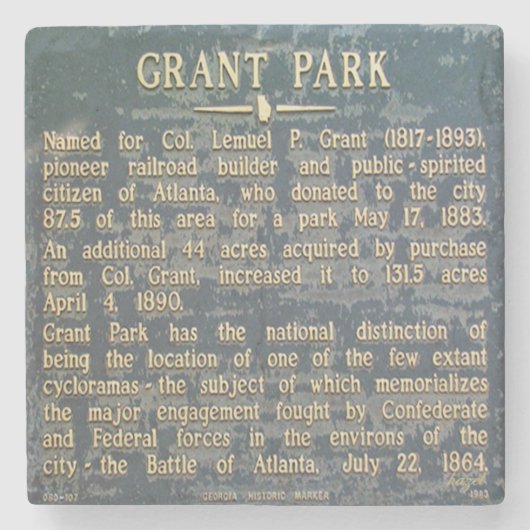 GRANT PARK
Named for Col. Lemuel P. Grant (1817-1893),
pioneer railroad builder and public-spirited
citizen of Atlanta, who donated to the city
87.5 of this area for a park May 17, 1883.
An additional 44 acres acquired by purchase
from Col. Grant, increased it to 131.5 acres
April 4, 1890.
Grant Park has the national distinction of
being the location of one of the few extant
cycloramas-the subject of which memorializes
the major engagement fought by Confederate
and Federal forces in the environs of the
city-the Battle of Atlanta, July 22, 1864.
hazel
060-107 GEORGIA HISTORIC MARKER 1983